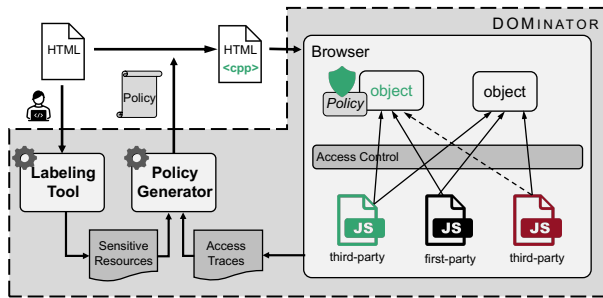 DOMINATOR
HTML
HTML
<cpp>
Policy
Browser
Policy
object
object
Access Control
Labeling
Tool
Policy
Generator
JS
JS
JS
third-party
first-party
third-party
Sensitive
Resources
Access
Traces